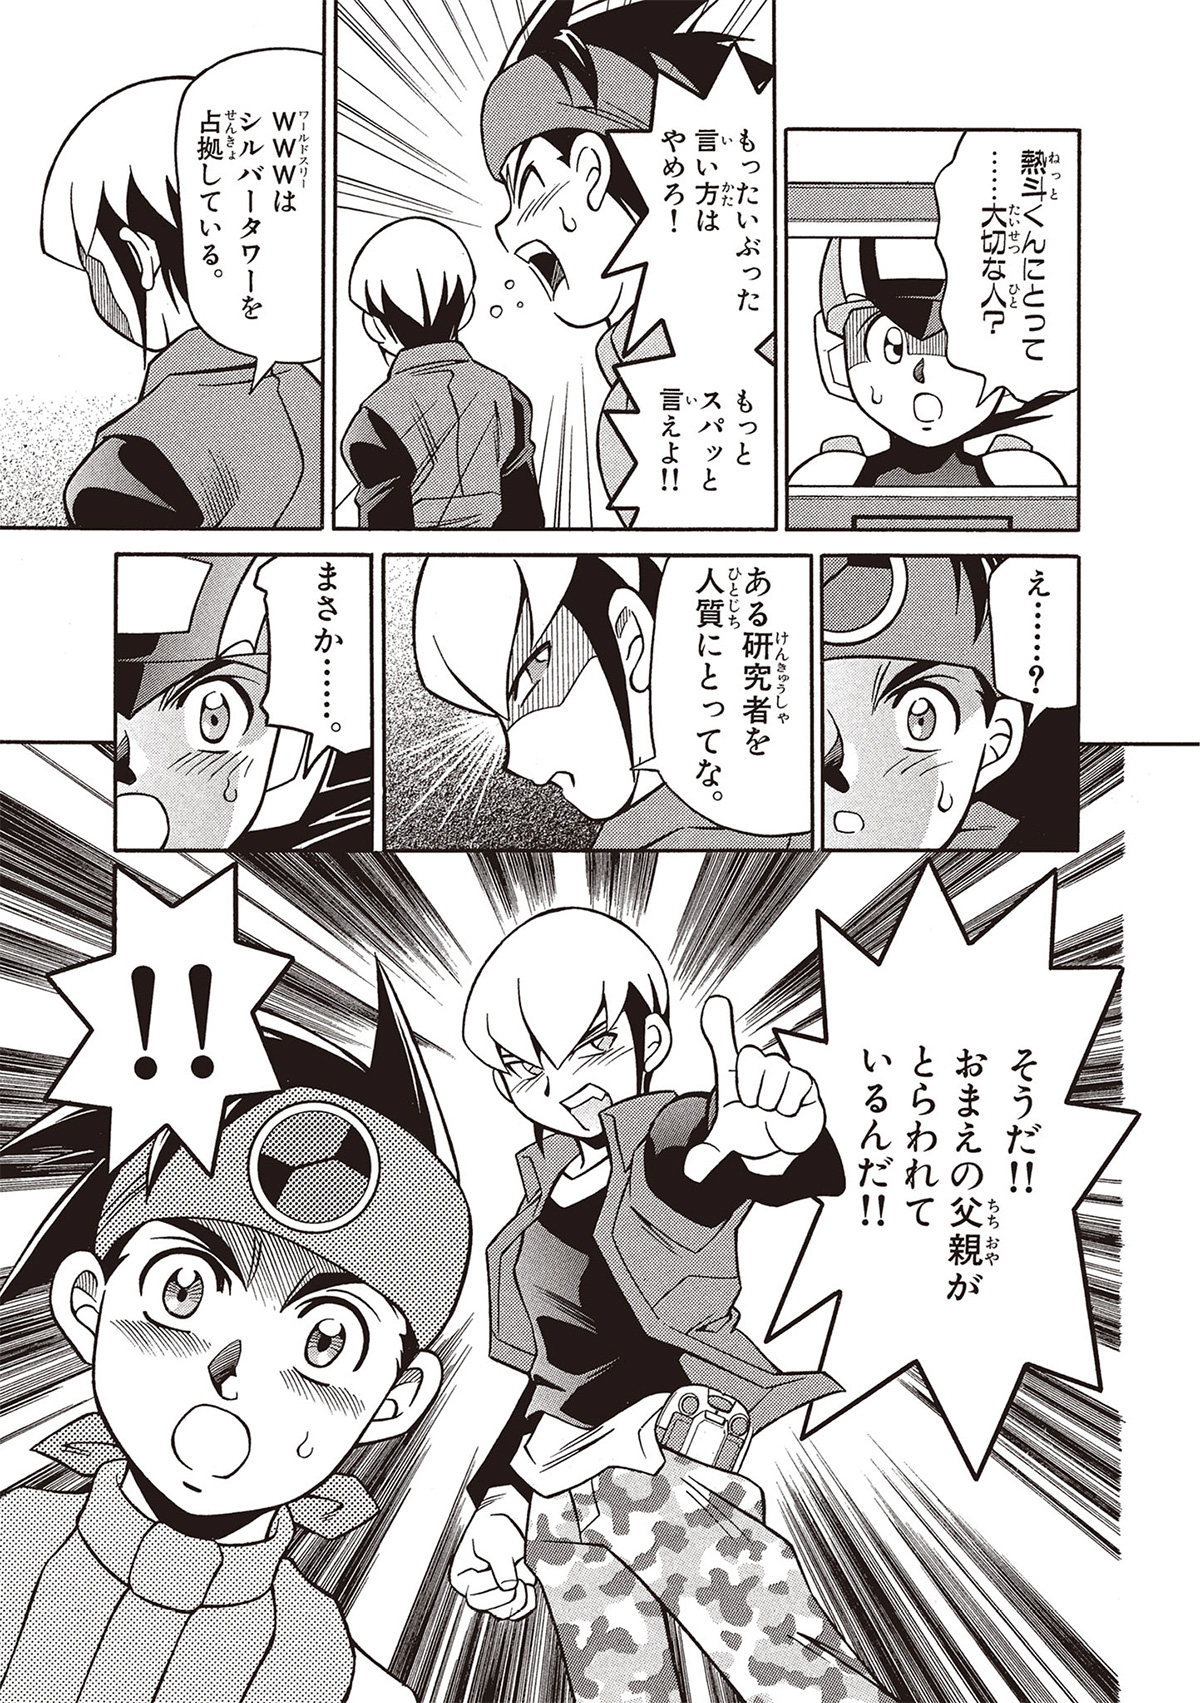 熱斗くんにとって
………大切な人？
もったいぶった
言い方は
やめろ！
もっと
スパッと
言えよ!!
WWWは
シルバータワーを
占拠している。
え……？
ある研究者を
人質にとってな。
まさか……。
そうだ!!
おまえの父親が
とらわれて
いるんだ!!
!!